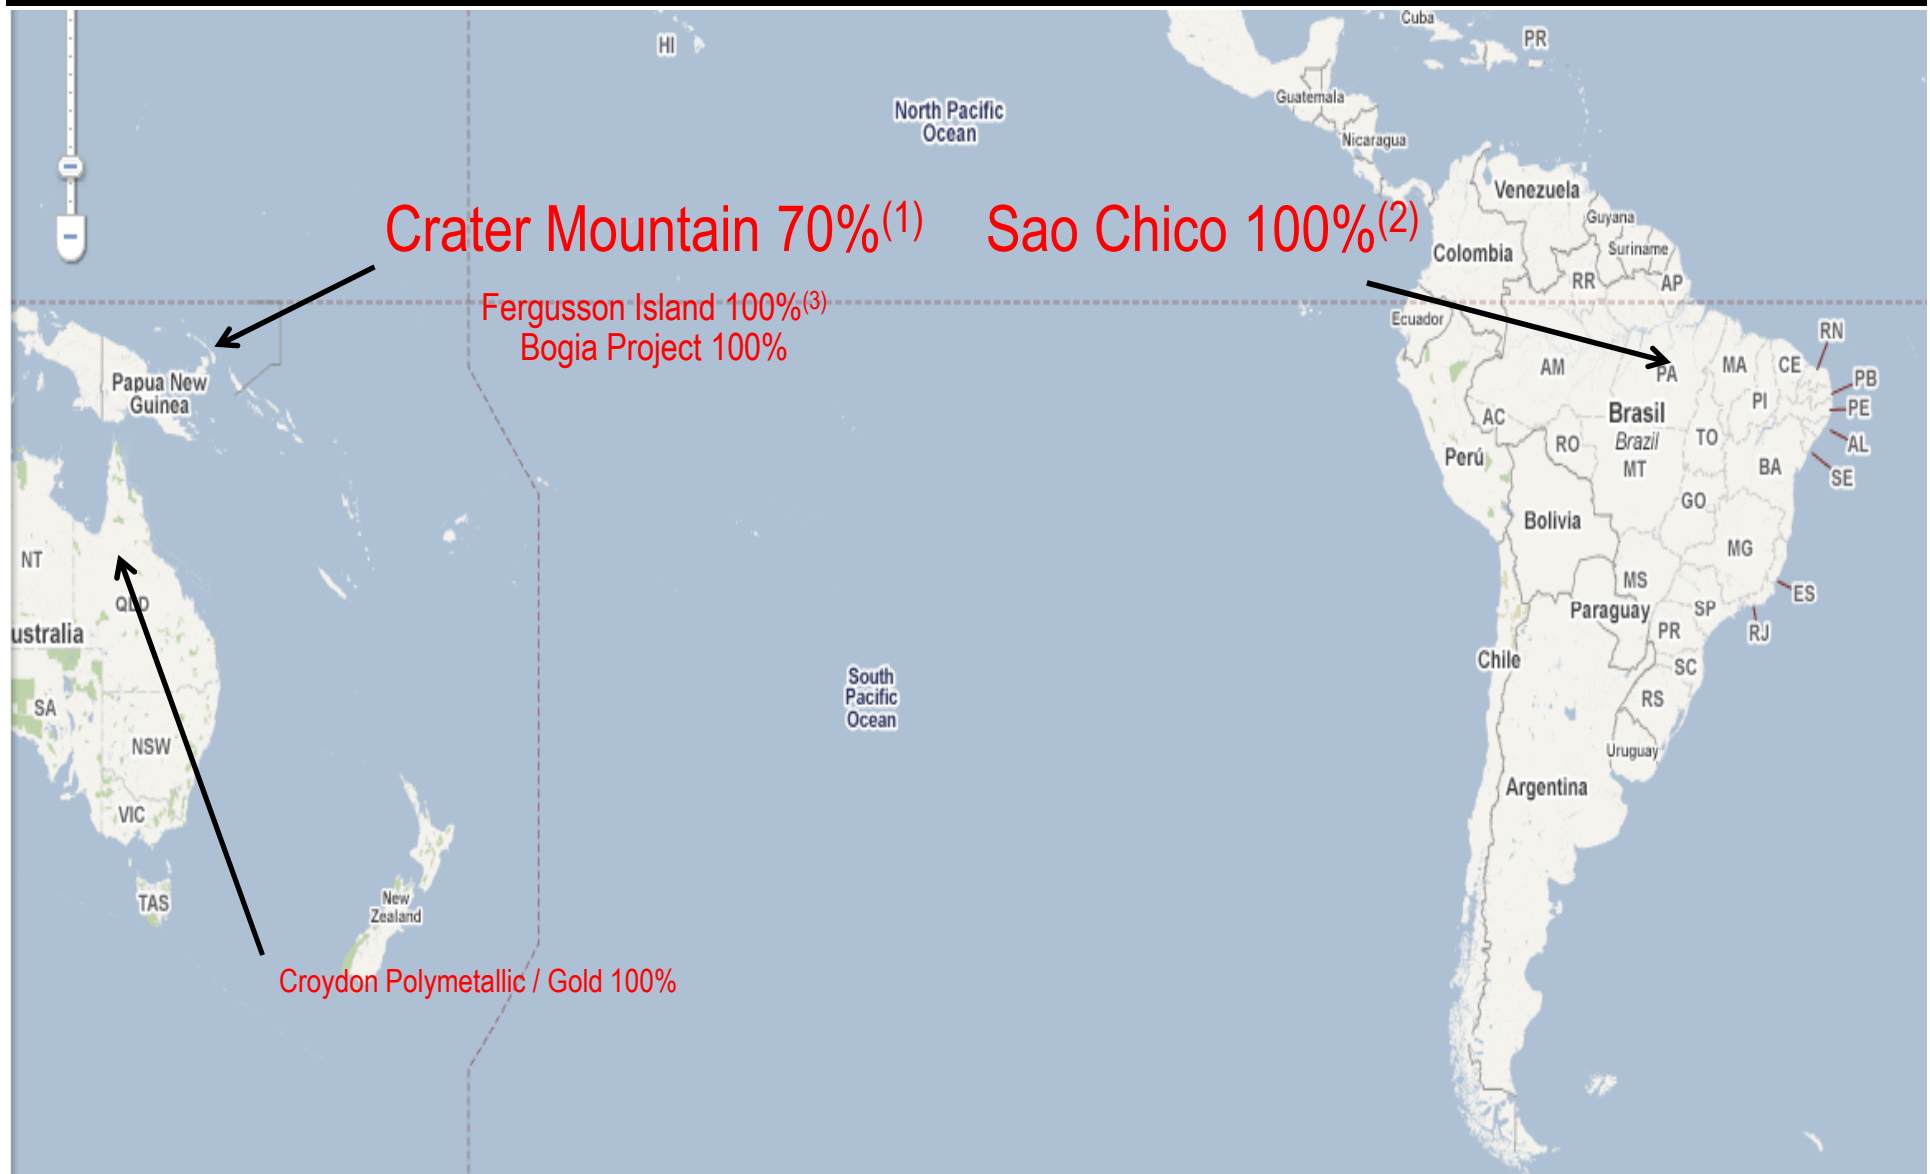 Cuba
HI
PR
Guatemala
North Pacific
Ocean
Nicaragua
Venezuela
Crater Mountain 70%(1)
Sao Chico 100%(2)
Guyana
Suriname
Colombia
RR
AP
Fergusson Island 100%(3)
Bogia Project 100%
Ecuador
RN
AM
PA
MA
CE
PB
Papua New
Guinea
PI
PE
AC
Brasil
Brazil
RO
TO
AL
Perú
MT
BA
SE
GO
Bolivia
NT
MG
MS
ES
QLD
Paraguay
SP
ustralia
PR
RJ
Chile
SC
South
Pacific
Ocean
SA
RS
NSW
Uruguay
Argentina
VIC
TAS
New
Zealand
Croydon Polymetallic / Gold 100%